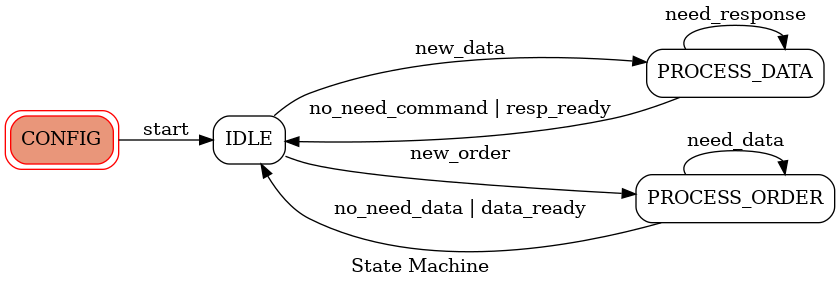 need_response
new_data
PROCESS_DATA
no_need_command | resp_ready
CONFIG
start
IDLE
new_order
need_data
PROCESS_ORDER
no_need_data | data_ready
State Machine